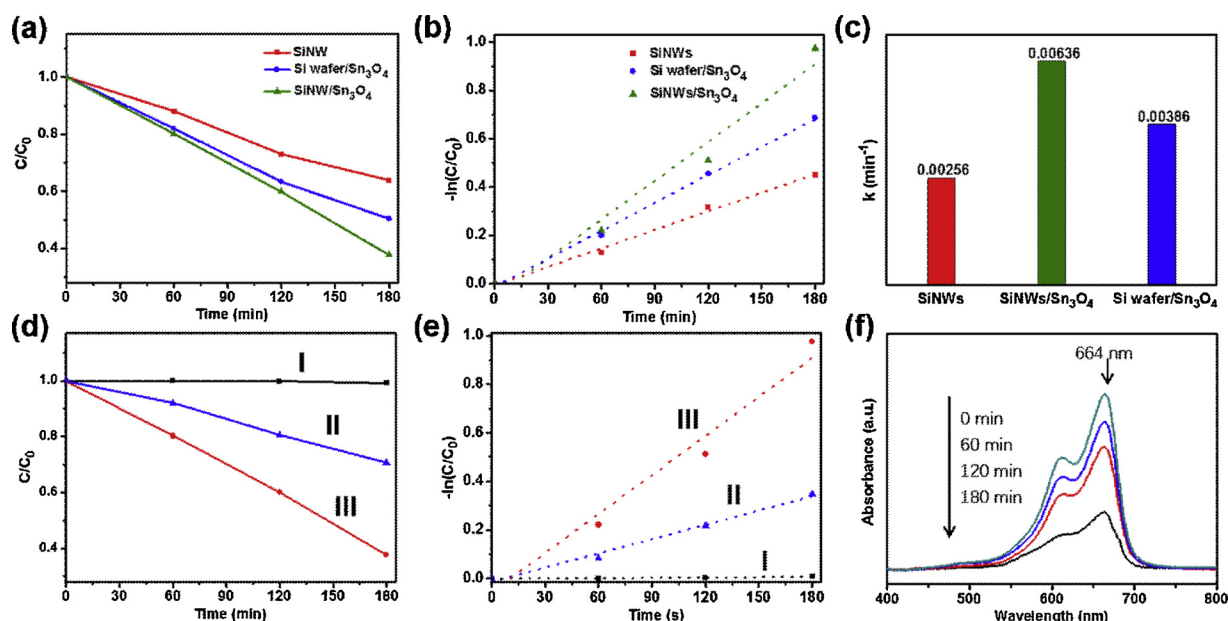 (a)
SiNW
Si wafer/Sn₃O₄
SiNW/Sn₃O₄
1.0
0.8
0.6
0.4
C/C₀
0 30 60 90 120 150 180
Time (min)
(b)
SiNWs
Si wafer/Sn₃O₄
SiNWs/Sn₃O₄
-1.0
0.8
0.6
0.4
0.2
0.0
-ln(C/C₀)
0 30 60 90 120 150 180
Time (min)
(c)
0.00256
0.00636
0.00386
k (min⁻¹)
SiNWs SiNWs/Sn₃O₄ Si wafer/Sn₃O₄
(d)
I
II
III
1.0
0.8
0.6
0.4
C/C₀
0 30 60 90 120 150 180
Time (min)
(e)
III
II
I
-1.0
0.8
0.6
0.4
0.2
0.0
-ln(C/C₀)
0 30 60 90 120 150 180
Time (s)
(f)
664 nm
0 min
60 min
120 min
180 min
Absorbance (a.u.)
400 500 600 700 800
Wavelength (nm)